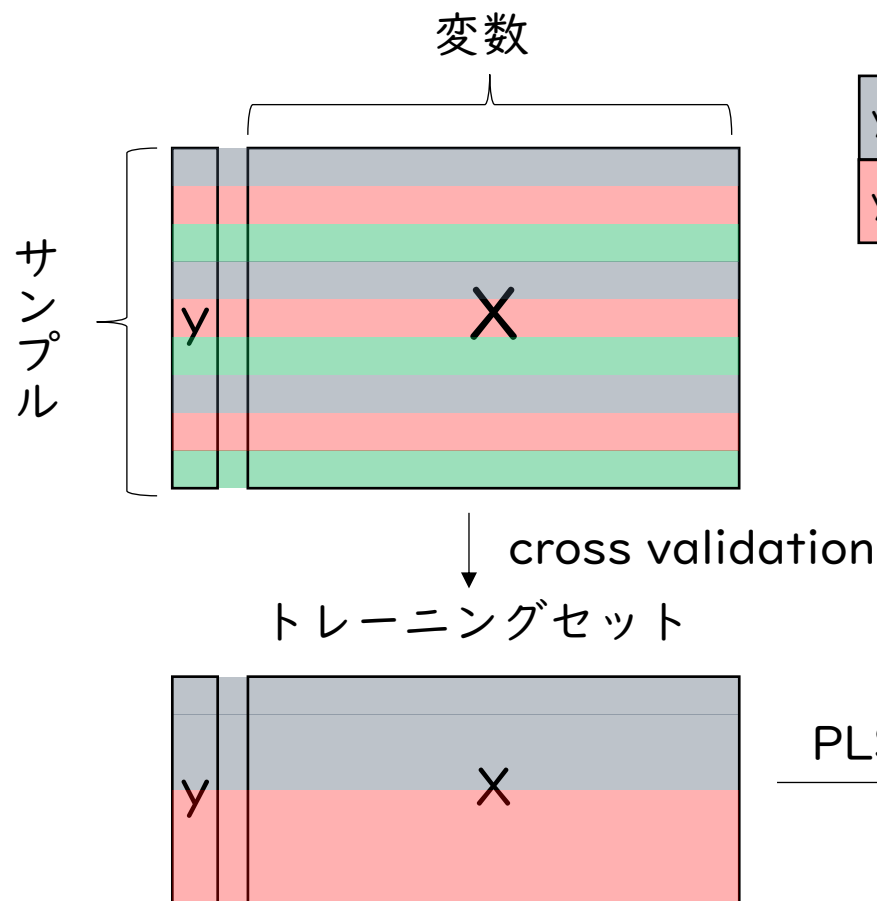 変数
サンプル
y
X
cross validation
トレーニングセット
y
X